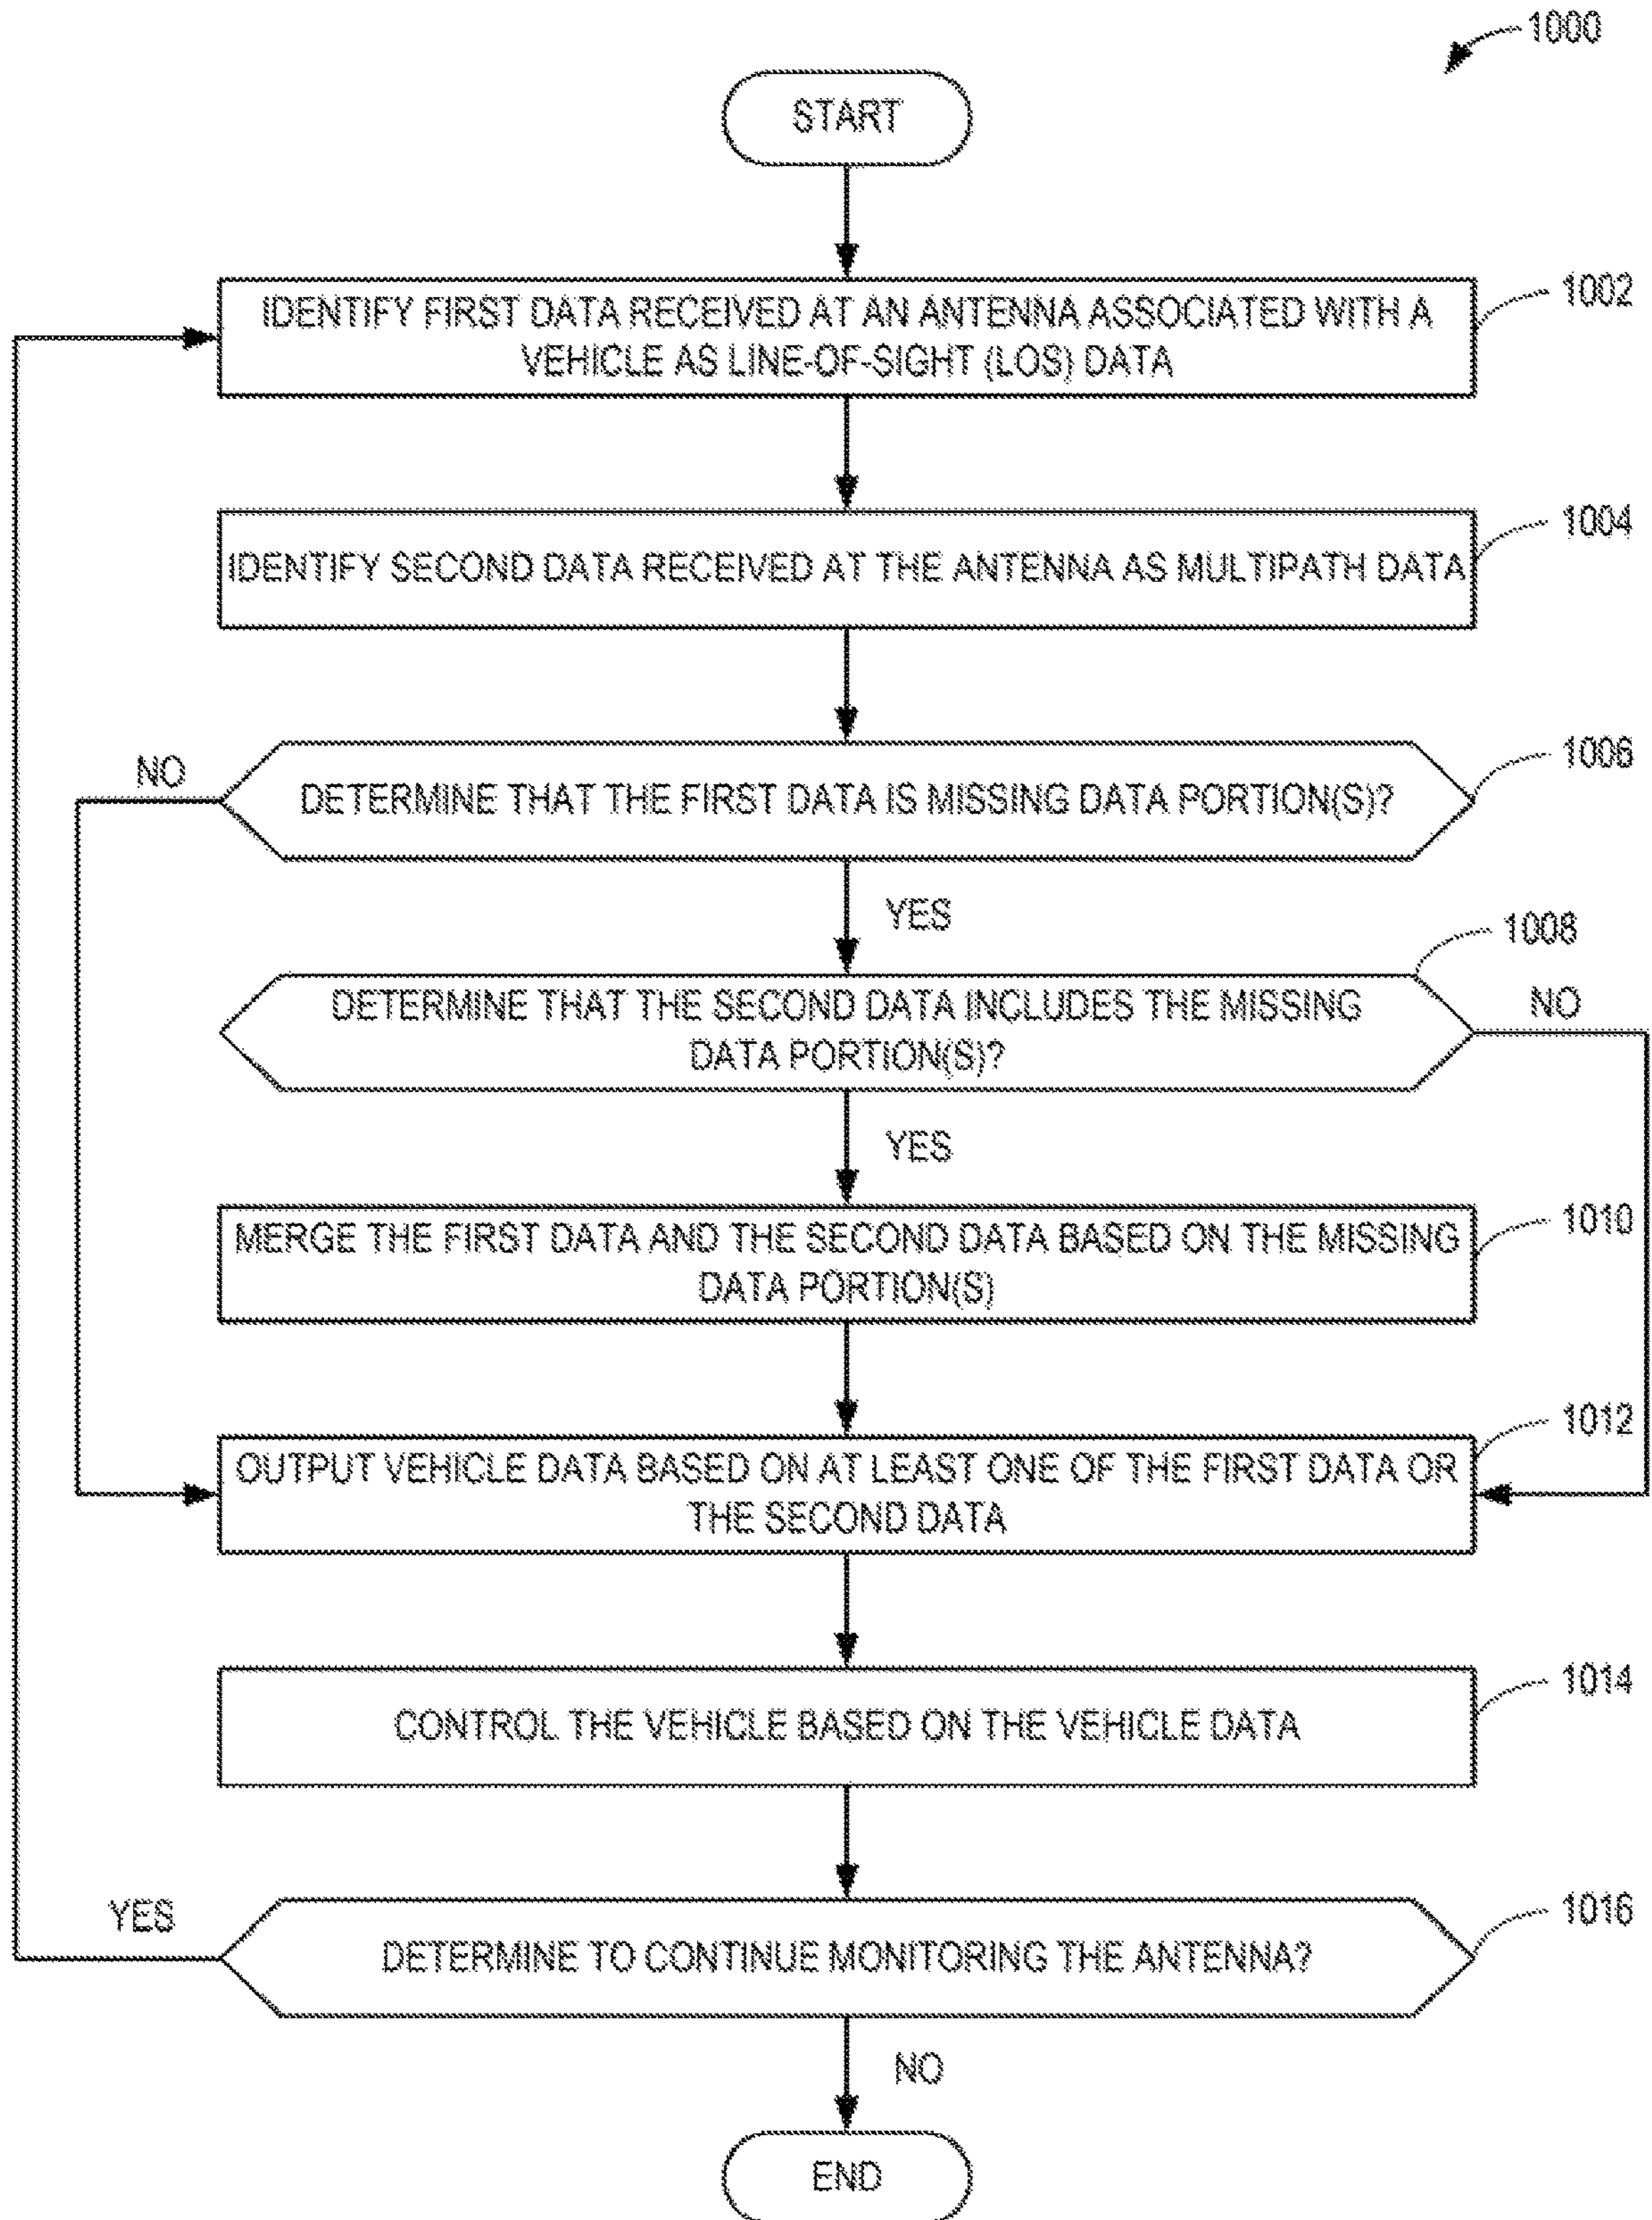 1000
START
IDENTIFY FIRST DATA RECEIVED AT AN ANTENNA ASSOCIATED WITH A
VEHICLE AS LINE-OF-SIGHT (LOS) DATA
1002
IDENTIFY SECOND DATA RECEIVED AT THE ANTENNA AS MULTIPATH DATA
1004
DETERMINE THAT THE FIRST DATA IS MISSING DATA PORTION(S)?
1006
NO
YES
DETERMINE THAT THE SECOND DATA INCLUDES THE MISSING
DATA PORTION(S)?
1008
NO
YES
MERGE THE FIRST DATA AND THE SECOND DATA BASED ON THE MISSING
DATA PORTION(S)
1010
OUTPUT VEHICLE DATA BASED ON AT LEAST ONE OF THE FIRST DATA OR
THE SECOND DATA
1012
CONTROL THE VEHICLE BASED ON THE VEHICLE DATA
1014
YES
DETERMINE TO CONTINUE MONITORING THE ANTENNA?
1016
NO
END